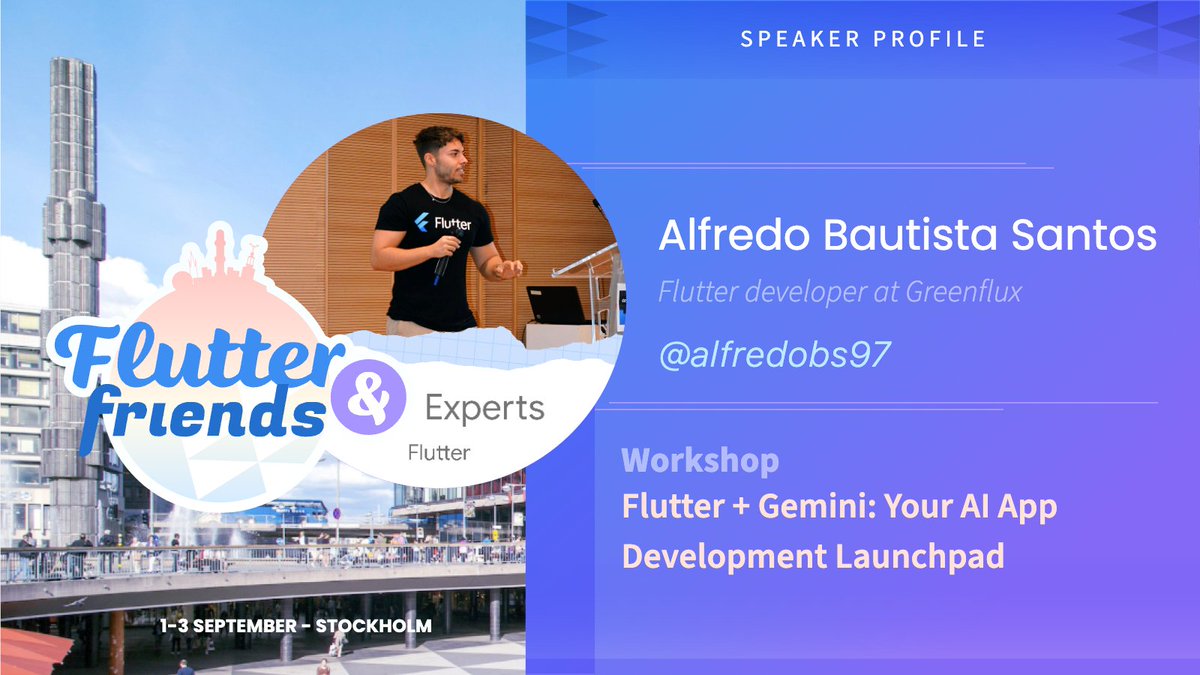 SPEAKER PROFILE
Flutter
Alfredo Bautista Santos
Flutter developer at Greenflux
@alfredobs97
Flutter
friends
&
Experts
Flutter
Workshop
Flutter + Gemini: Your AI App
Development Launchpad
1-3 SEPTEMBER - STOCKHOLM